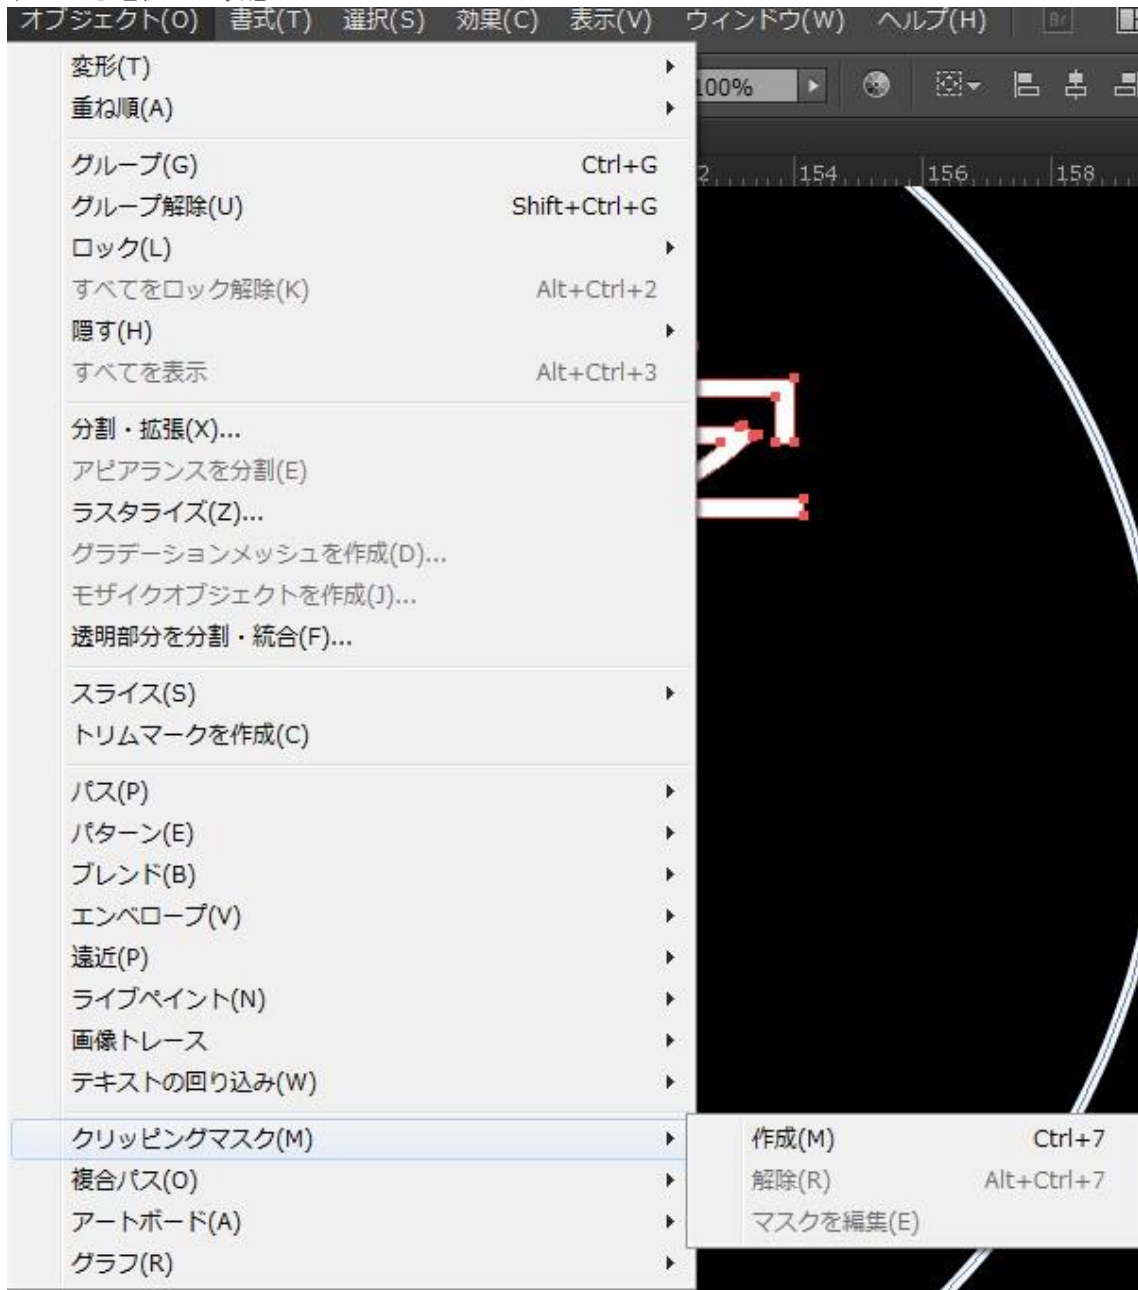 オブジェクト(O) 書式(T) 選択(S) 効果(C) 表示(V) ウィンドウ(W) ヘルプ(H) Br
変形(T)
100%
重ね順(A)
グループ(G) Ctrl+G
2 154 156 158
グループ解除(U) Shift+Ctrl+G
ロック(L)
すべてをロック解除(K) Alt+Ctrl+2
隠す(H)
すべてを表示 Alt+Ctrl+3
分割・拡張(X)...
アピアランスを分割(E)
ラスタライズ(Z)...
グラデーションメッシュを作成(D)...
モザイクオブジェクトを作成(J)...
透明部分を分割・統合(F)...
スライス(S)
トリムマークを作成(C)
パス(P)
パターン(E)
ブレンド(B)
エンベロープ(V)
遠近(P)
ライブペイント(N)
画像トレース
テキストの回り込み(W)
クリッピングマスク(M)
作成(M) Ctrl+7
複合パス(O)
解除(R) Alt+Ctrl+7
アートボード(A)
マスクを編集(E)
グラフ(R)